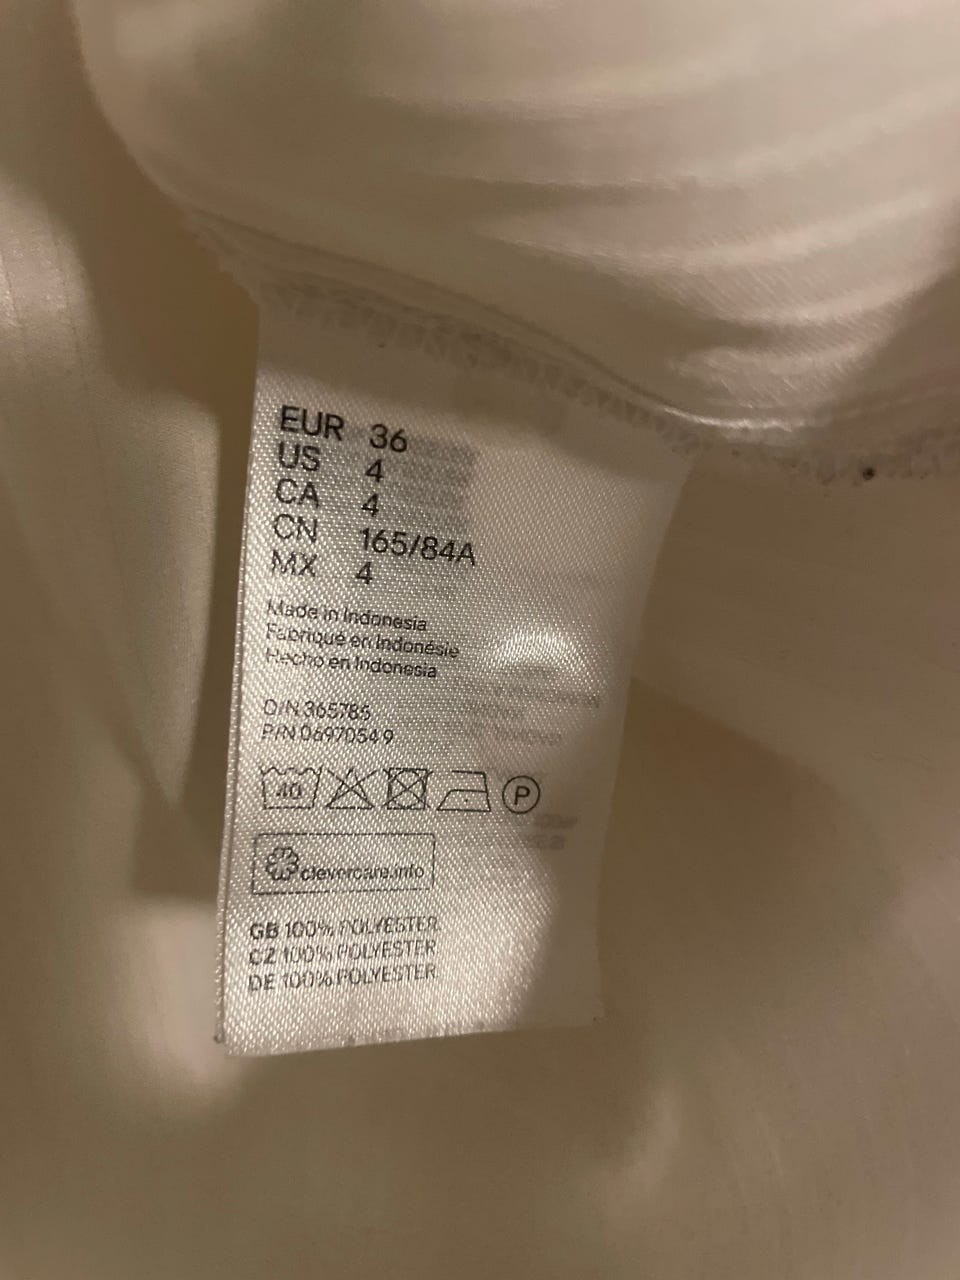 EUR 36
US 4
CA 4
CN 165/84A
MX 4
Made in Indonesia
Fabriqué en Indonésie
Hecho en Indonesia
O/N 365785
P/N 0697054 9
40
P
clevercare.info
GB 100% POLYESTER
CZ 100% POLYESTER
DE 100% POLYESTER